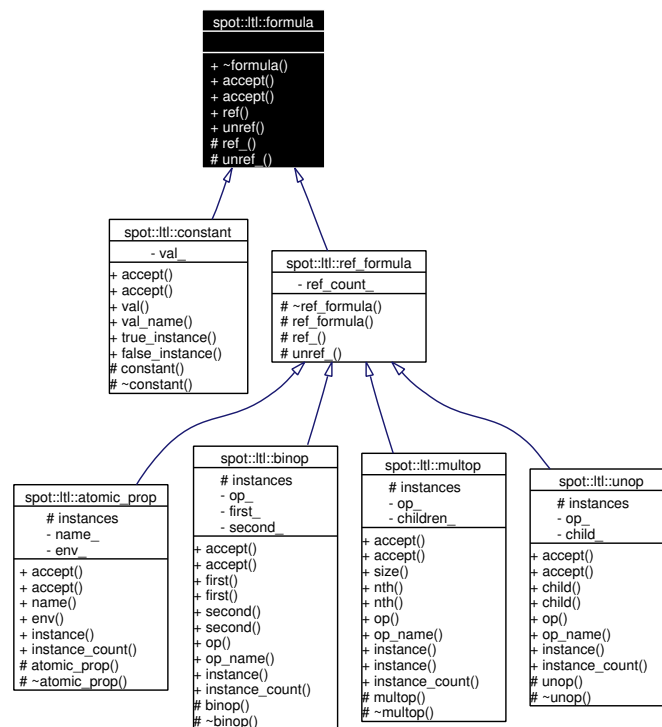 spot::ltl::formula
+ ~formula()
+ accept()
+ accept()
+ ref()
+ unref()
# ref_()
# unref_()
spot::ltl::constant
- val_
+ accept()
+ accept()
+ val()
+ val_name()
+ true_instance()
+ false_instance()
# constant()
# ~constant()
spot::ltl::ref_formula
- ref_count_
# ~ref_formula()
# ref_formula()
# ref_()
# unref_()
spot::ltl::atomic_prop
# instances
- name_
- env_
+ accept()
+ accept()
+ name()
+ env()
+ instance()
+ instance_count()
# atomic_prop()
# ~atomic_prop()
spot::ltl::binop
# instances
- op_
- first_
- second_
+ accept()
+ accept()
+ first()
+ first()
+ second()
+ second()
+ op()
+ op_name()
+ instance()
+ instance_count()
# binop()
# ~binop()
spot::ltl::multop
# instances
- op_
- children_
+ accept()
+ accept()
+ size()
+ nth()
+ nth()
+ op()
+ op_name()
+ instance()
+ instance()
+ instance_count()
# multop()
# ~multop()
spot::ltl::unop
# instances
- op_
- child_
+ accept()
+ accept()
+ child()
+ child()
+ op()
+ op_name()
+ instance()
+ instance_count()
# unop()
# ~unop()